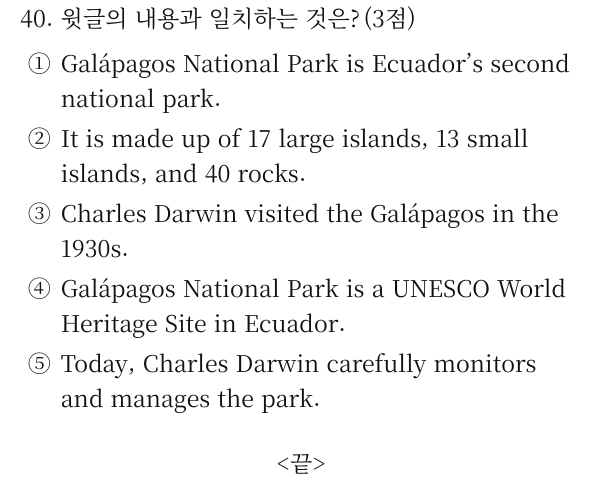 40. 윗글의 내용과 일치하는 것은?(3점)
① Galápagos National Park is Ecuador’s second
national park.
② It is made up of 17 large islands, 13 small
islands, and 40 rocks.
③ Charles Darwin visited the Galápagos in the
1930s.
④ Galápagos National Park is a UNESCO World
Heritage Site in Ecuador.
⑤ Today, Charles Darwin carefully monitors
and manages the park.
<끝>